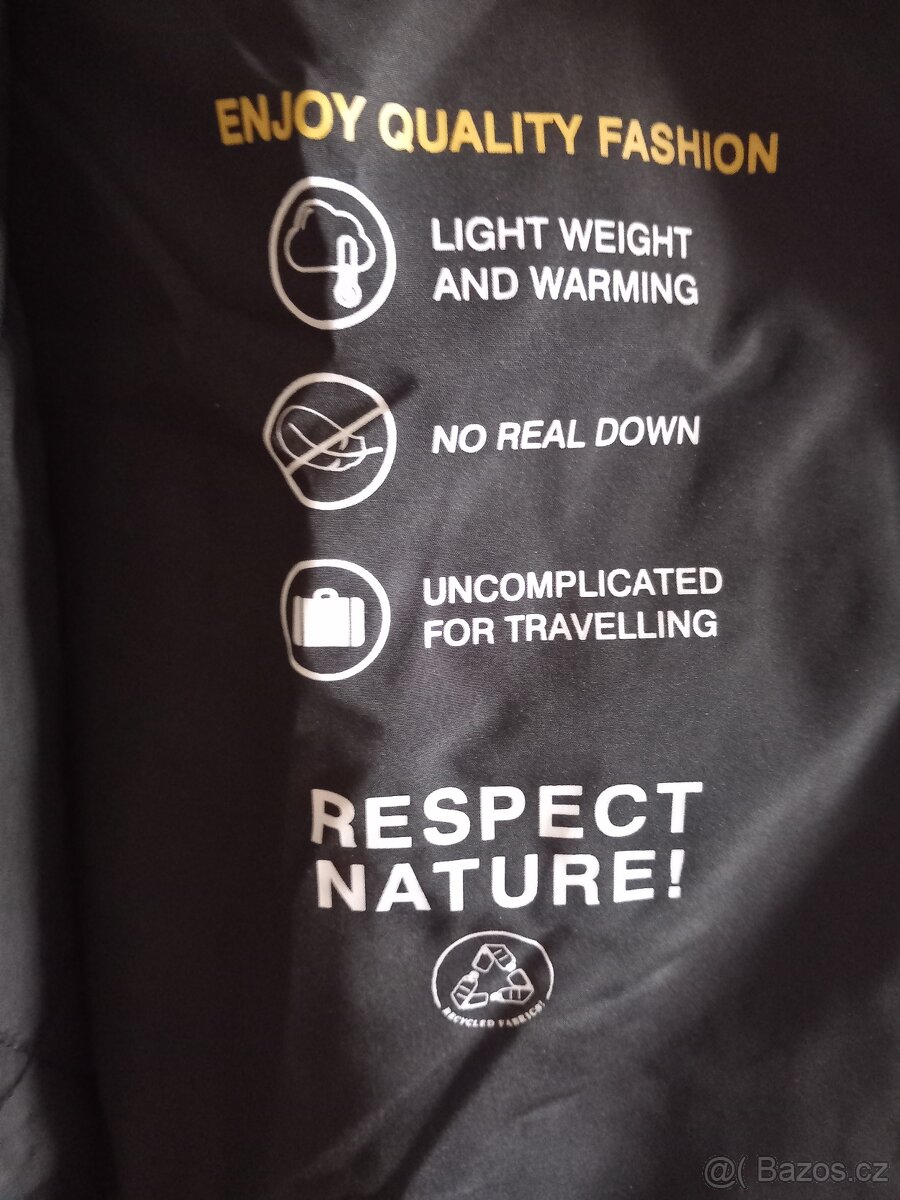 ENJOY QUALITY FASHION
LIGHT WEIGHT
AND WARMING
NO REAL DOWN
UNCOMPLICATED
FOR TRAVELLING
RESPECT
NATURE!
RECYCLED FABRICS!
@( Bazos.cz